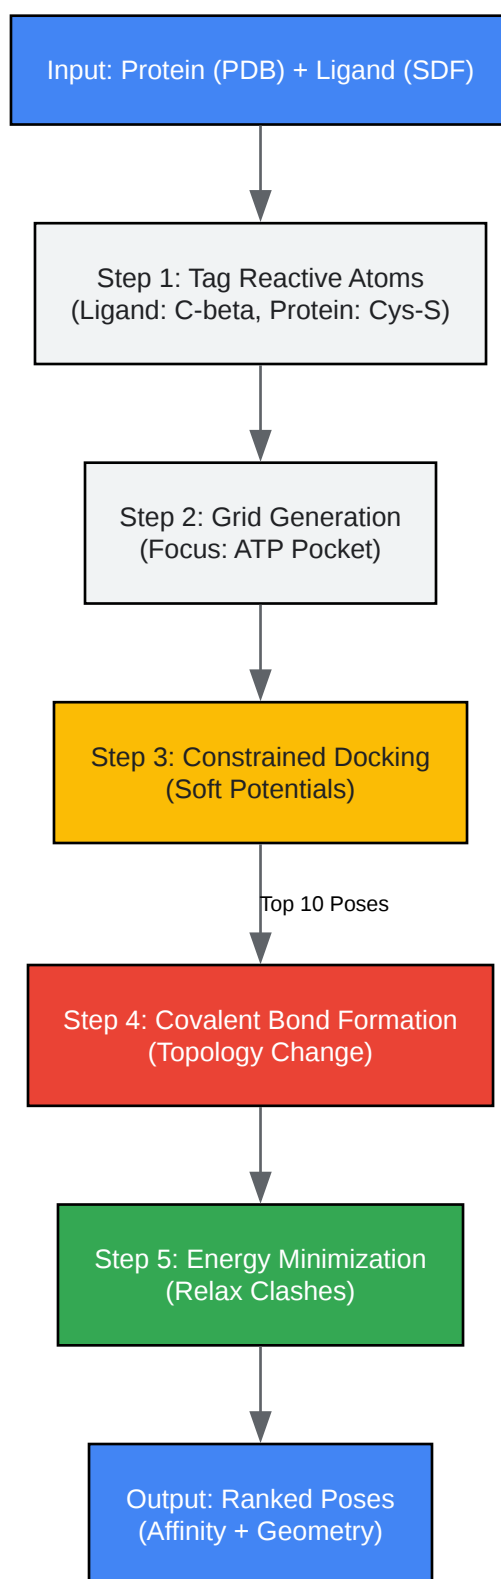 Input: Protein (PDB) + Ligand (SDF)
Step 1: Tag Reactive Atoms
(Ligand: C-beta, Protein: Cys-S)
Step 2: Grid Generation
(Focus: ATP Pocket)
Step 3: Constrained Docking
(Soft Potentials)
Top 10 Poses
Step 4: Covalent Bond Formation
(Topology Change)
Step 5: Energy Minimization
(Relax Clashes)
Output: Ranked Poses
(Affinity + Geometry)